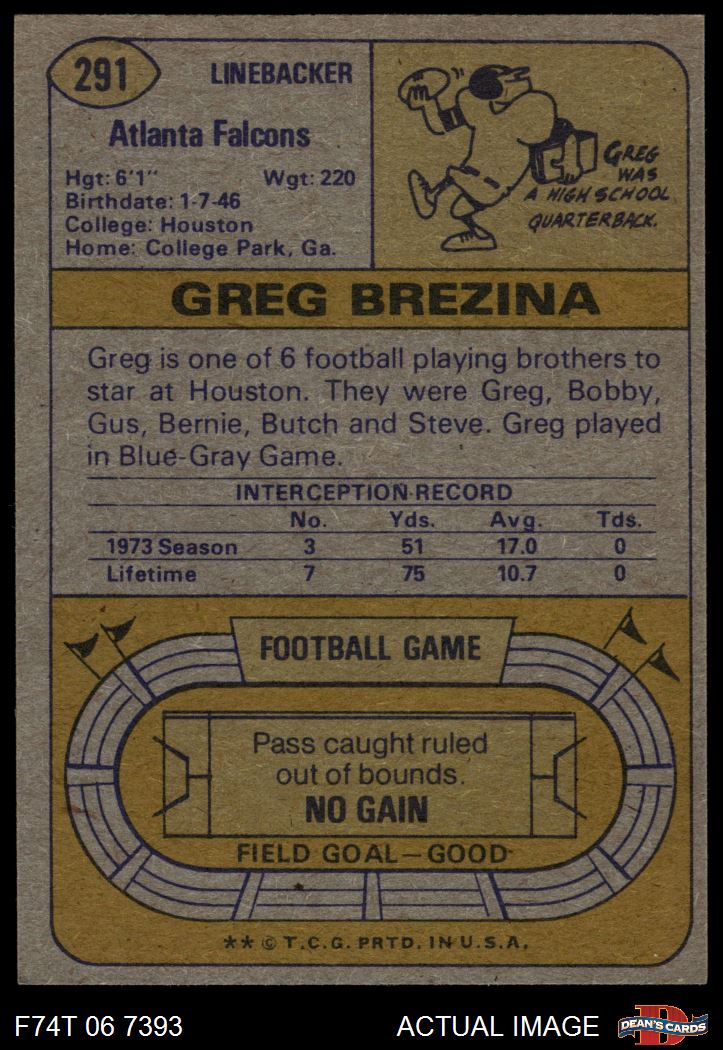 291
LINEBACKER
Atlanta Falcons
Hgt: 6'1" Wgt: 220
Birthdate: 1-7-46
College: Houston
Home: College Park, Ga.
GREG
WAS
A HIGH SCHOOL
QUARTERBACK.
GREG BREZINA
Greg is one of 6 football playing brothers to
star at Houston. They were Greg, Bobby,
Gus, Bernie, Butch and Steve. Greg played
in Blue-Gray Game.
INTERCEPTION RECORD
No. Yds. Avg. Tds.
1973 Season 3 51 17.0 0
Lifetime 7 75 10.7 0
FOOTBALL GAME
Pass caught ruled
out of bounds.
NO GAIN
FIELD GOAL—GOOD
** © T.C.G. PRTD. IN U.S.A.
F74T 06 7393
ACTUAL IMAGE
D
DEAN'S CARDS